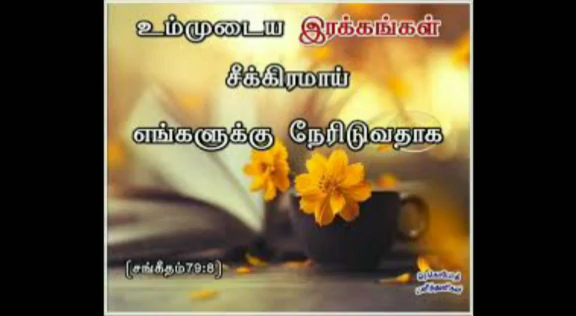 உம்முடைய இரக்கங்கள்
சீக்கிரமாய்
எங்களுக்கு நேரிடுவதாக
(சங்கீதம்79:8)